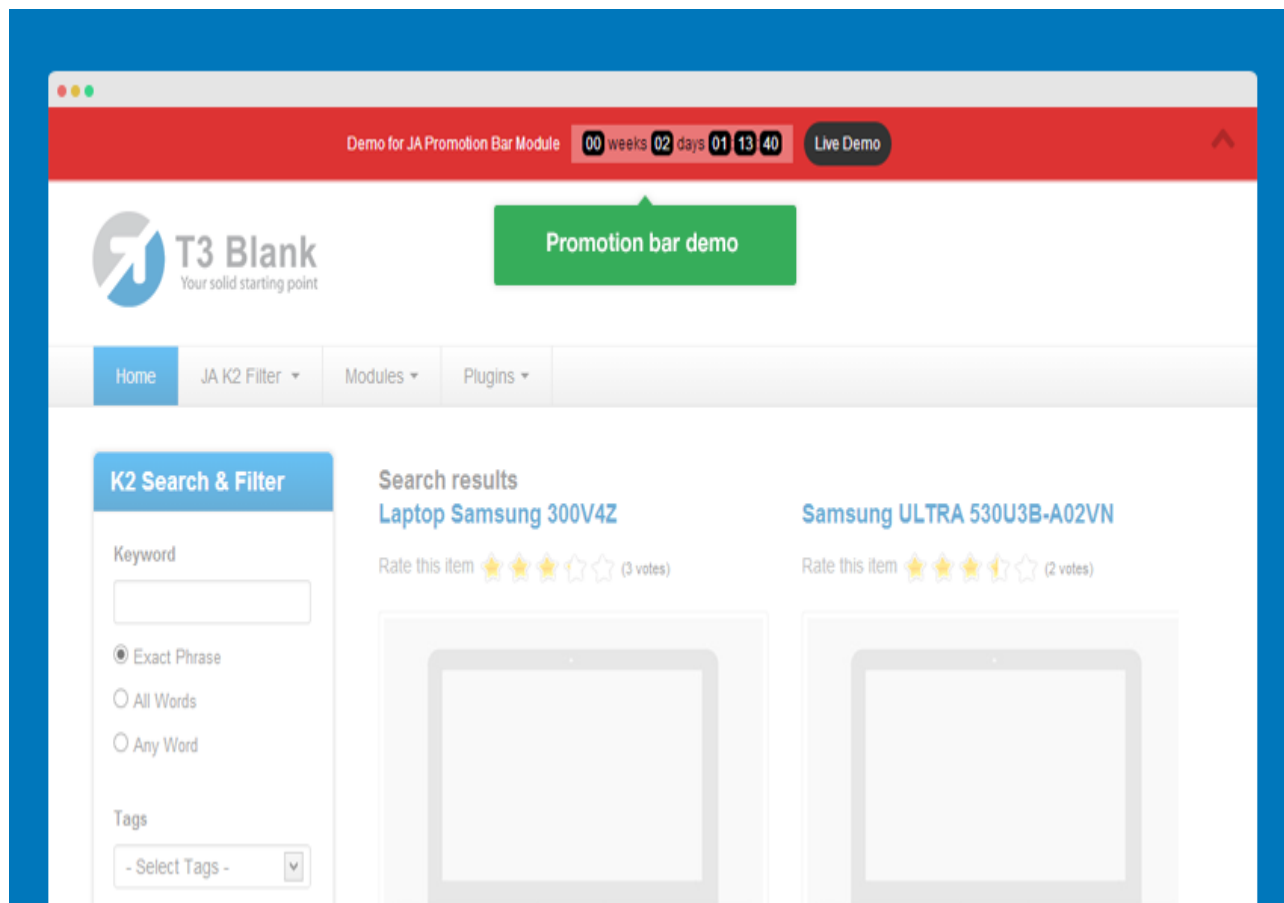 Demo for JA Promotion Bar Module 00 weeks 02 days 01 13 40 Live Demo
Promotion bar demo
T3 Blank
Your solid starting point
Home JA K2 Filter Modules Plugins
K2 Search & Filter
Keyword
Exact Phrase
All Words
Any Word
Tags
- Select Tags -
Search results
Laptop Samsung 300V4Z
Rate this item (3 votes)
Samsung ULTRA 530U3B-A02VN
Rate this item (2 votes)